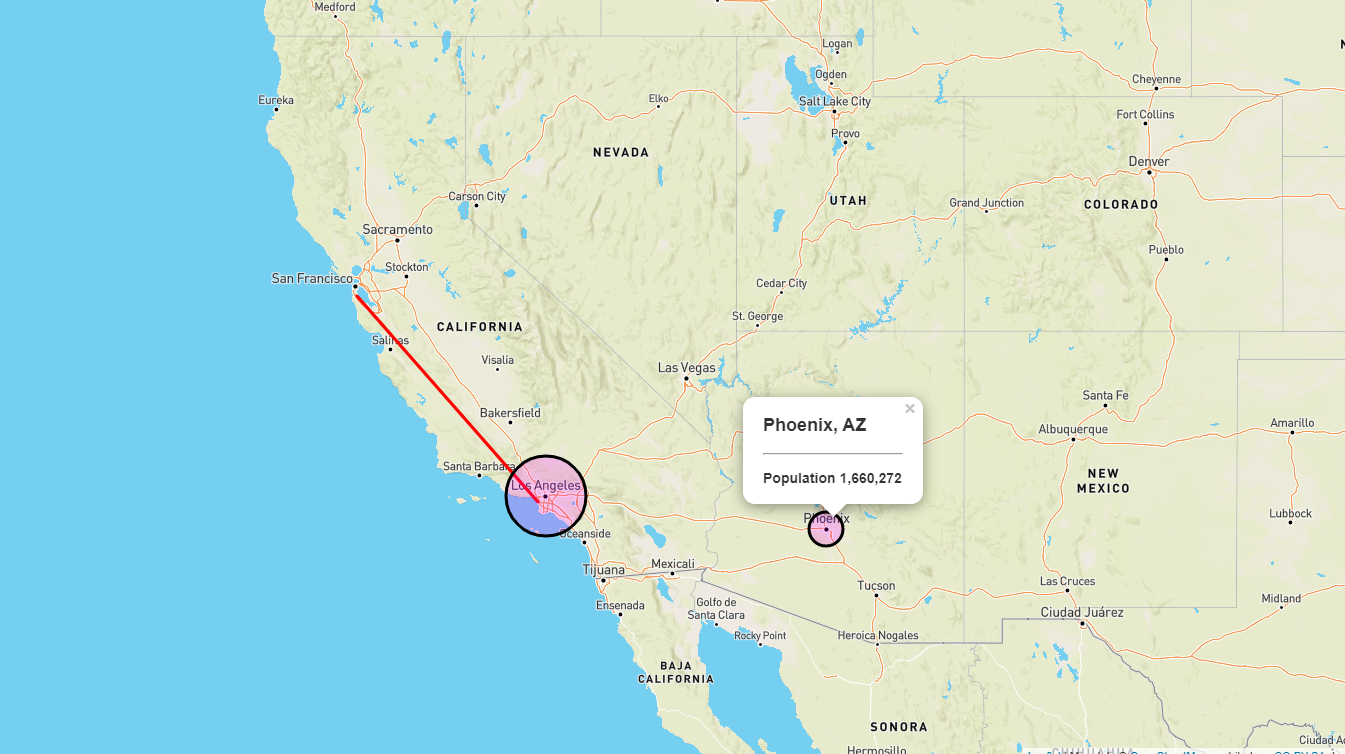 Medford
Logan
Ogden
Cheyenne
Eureka
Elko
Salt Lake City
Fort Collins
Provo
NEVADA
Denver
Carson City
UTAH
Grand Junction
COLORADO
Sacramento
Pueblo
Stockton
San Francisco
Cedar City
St. George
CALIFORNIA
Salinas
Visalia
Las Vegas
Santa Fe
×
Bakersfield
Phoenix, AZ
Albuquerque
Amarillo
Santa Barbara
Population 1,660,272
NEW
MEXICO
Los Angeles
Phoenix
Lubbock
Oceanside
Tijuana
Mexicali
Tucson
Las Cruces
Ensenada
Golfo de
Santa Clara
Midland
Ciudad Juárez
Rocky Point
Heroica Nogales
BAJA
CALIFORNIA
SONORA
Hermosillo